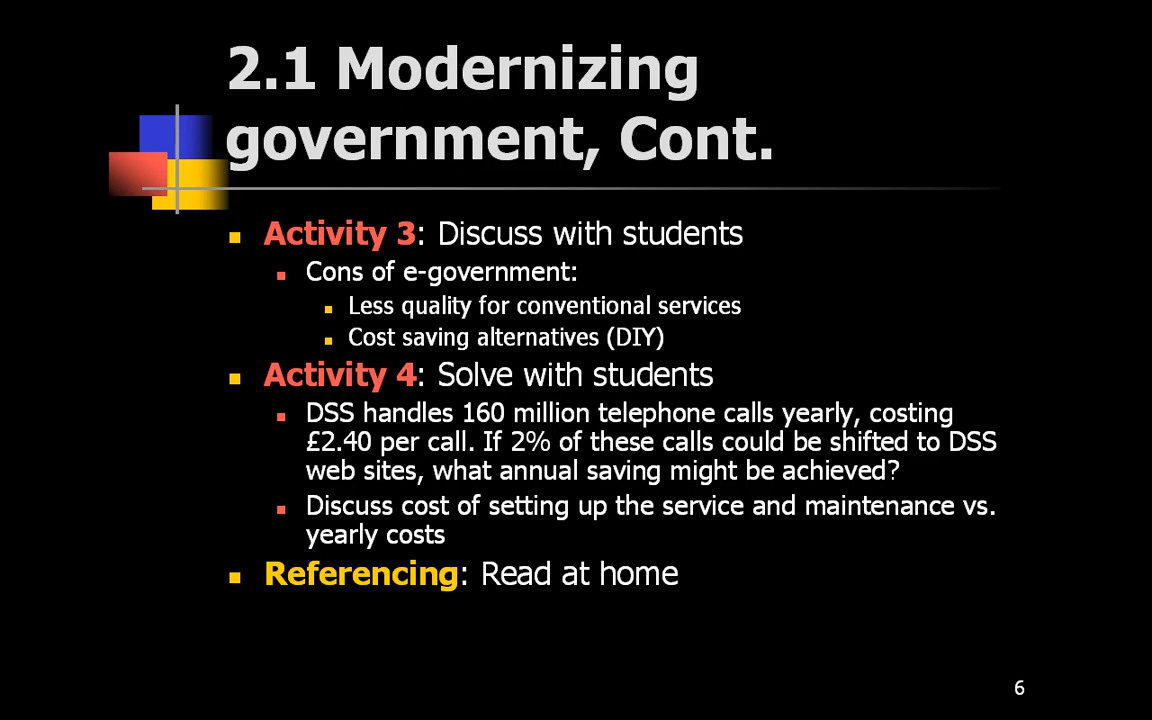 2.1 Modernizing
government, Cont.
Activity 3: Discuss with students
Cons of e-government:
Less quality for conventional services
Cost saving alternatives (DIY)
Activity 4: Solve with students
DSS handles 160 million telephone calls yearly, costing
£2.40 per call. If 2% of these calls could be shifted to DSS
web sites, what annual saving might be achieved?
Discuss cost of setting up the service and maintenance vs.
yearly costs
Referencing: Read at home
6